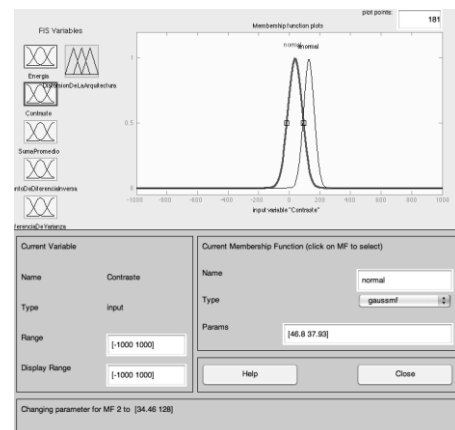 plot points:
181
FIS Variables
Membership function plots
Energia
Contraste
SumaPromedio
input variable "Contraste"
1
0.5
0
-1000 -800 -600 -400 -200 0 200 400 600 800 1000
Current Variable
Name Contraste
Type input
Range [-1000 1000]
Display Range [-1000 1000]
Current Membership Function (click on MF to select)
Name normal
Type gaussmf
Params [46.8 37.93]
Help Close
Changing parameter for MF 2 to [34.46 128]